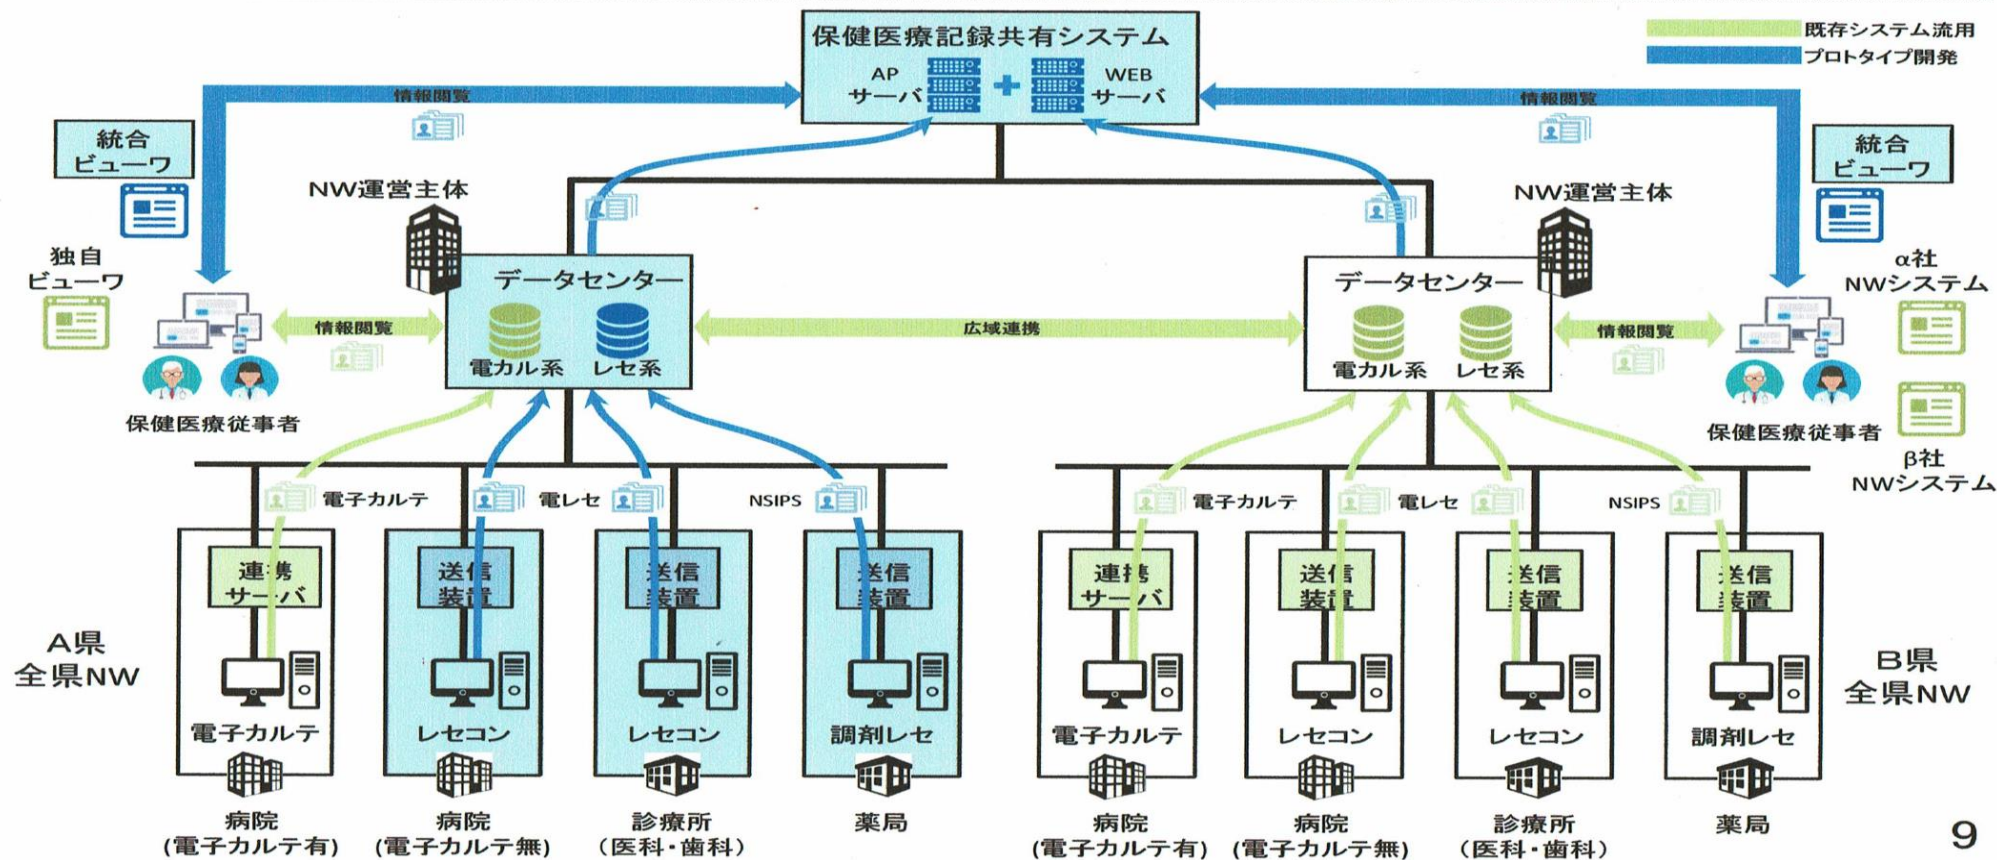 保健医療記録共有システム
AP
サーバ
WEB
サーバ
既存システム流用
プロトタイプ開発
情報閲覧
情報閲覧
統合
ビューワ
統合
ビューワ
NW運営主体
NW運営主体
独自
ビューワ
データセンター
電カル系
レセ系
データセンター
電カル系
レセ系
α社
NWシステム
情報閲覧
広域連携
情報閲覧
保健医療従事者
保健医療従事者
β社
NWシステム
電子カルテ
電レセ
NSIPS
電子カルテ
電レセ
NSIPS
連携
サーバ
送信
装置
送信
装置
送信
装置
連携
サーバ
送信
装置
送信
装置
送信
装置
A県
全県NW
B県
全県NW
電子カルテ
レセコン
レセコン
調剤レセ
電子カルテ
レセコン
レセコン
調剤レセ
病院
(電子カルテ有)
病院
(電子カルテ無)
診療所
(医科・歯科)
薬局
病院
(電子カルテ有)
病院
(電子カルテ無)
診療所
(医科・歯科)
薬局
9